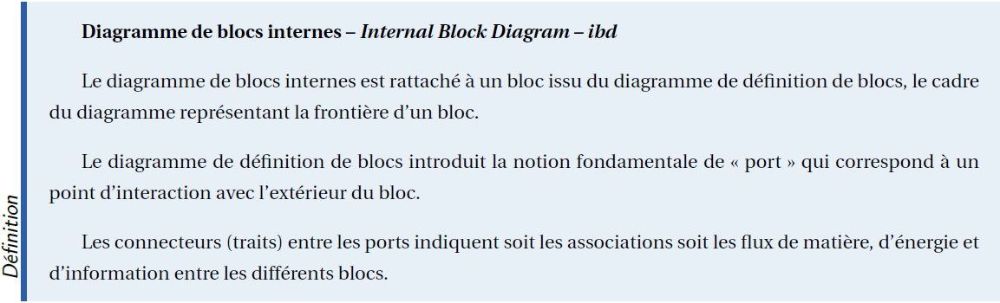 Diagramme de blocs internes – Internal Block Diagram – ibd
Le diagramme de blocs internes est rattaché à un bloc issu du diagramme de définition de blocs, le cadre
du diagramme représentant la frontière d’un bloc.
Le diagramme de définition de blocs introduit la notion fondamentale de « port » qui correspond à un
point d’interaction avec l’extérieur du bloc.
Les connecteurs (traits) entre les ports indiquent soit les associations soit les flux de matière, d’énergie et
d’information entre les différents blocs.
Définition